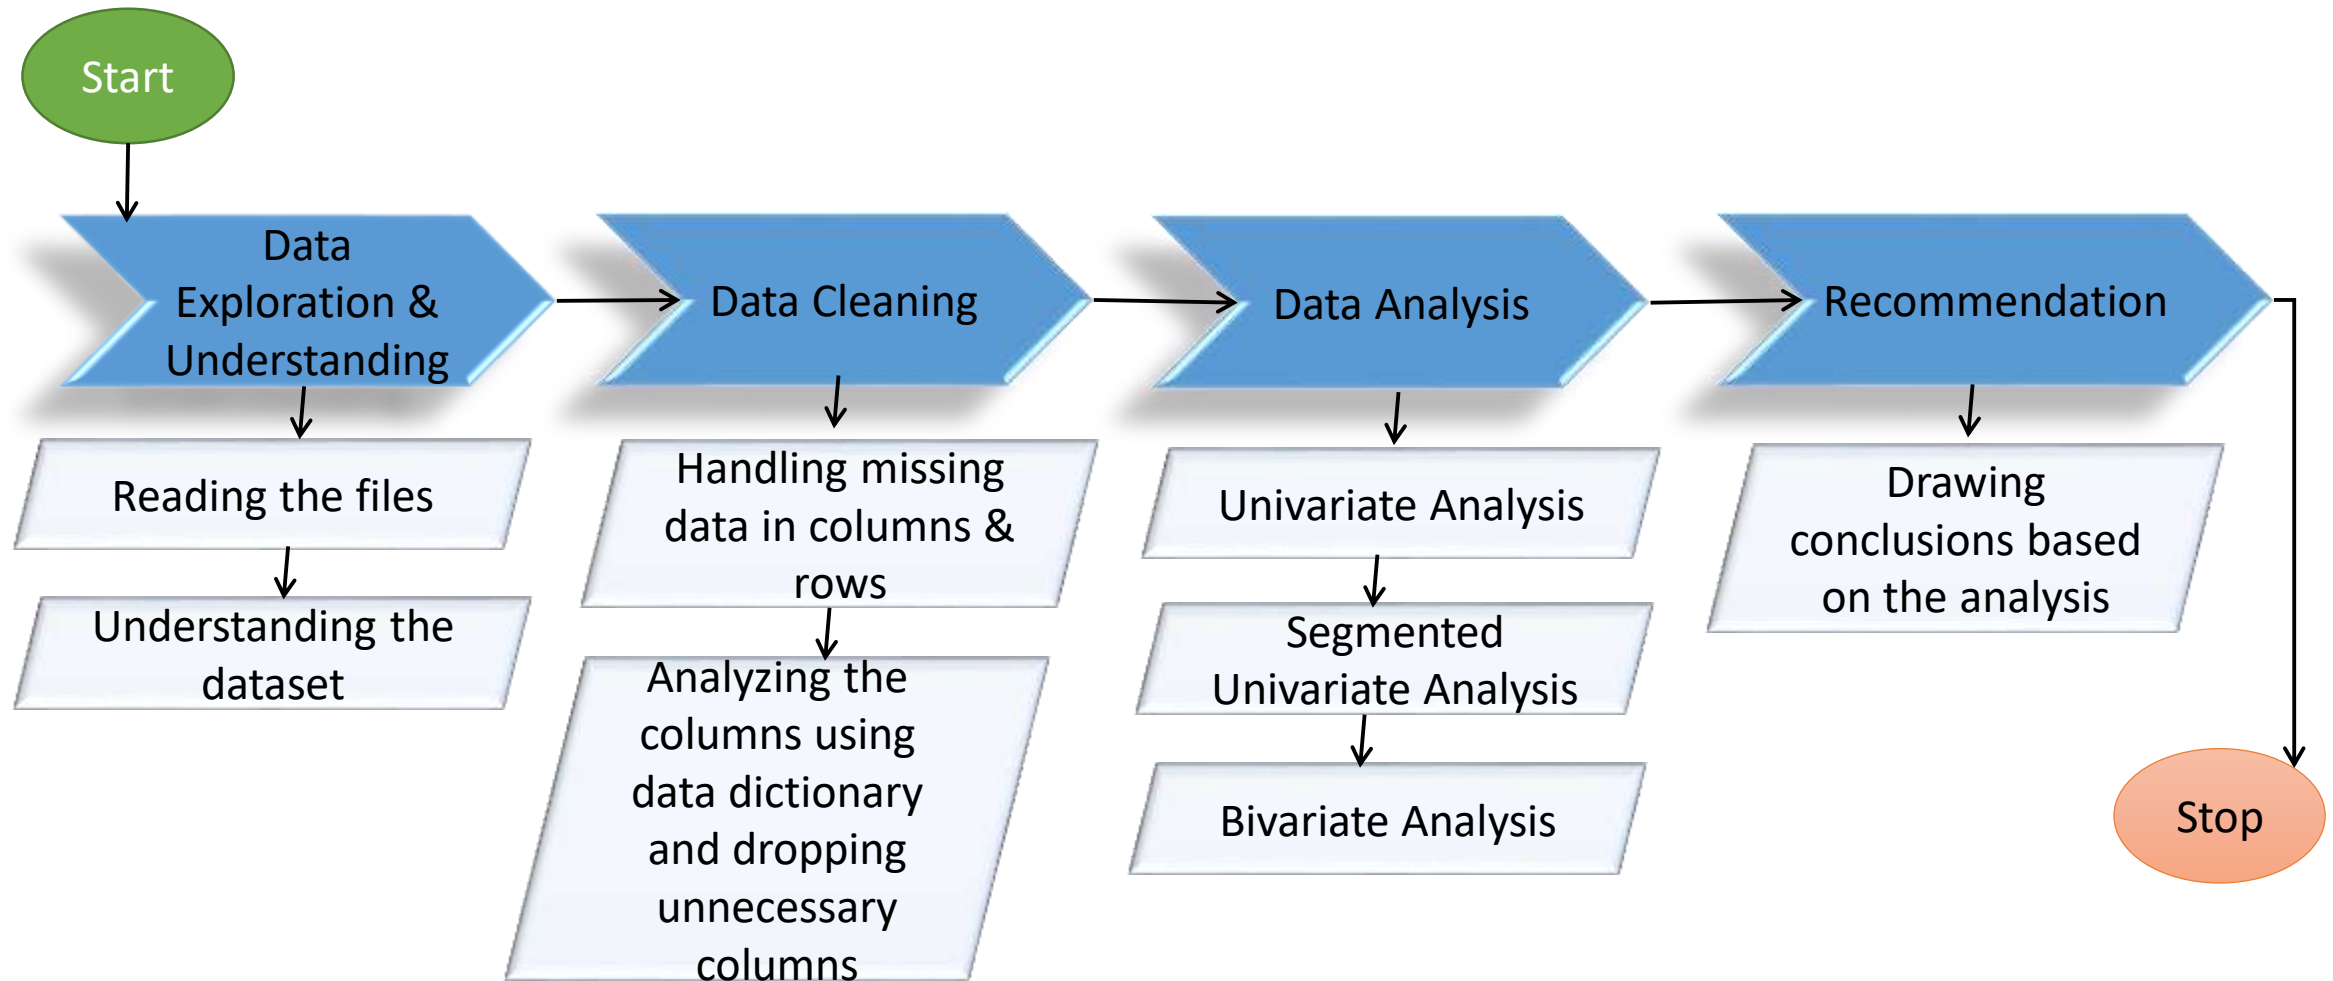 Start
Data
Exploration &
Understanding
Data Cleaning
Data Analysis
Recommendation
Reading the files
Understanding the
dataset
Handling missing
data in columns &
rows
Analyzing the
columns using
data dictionary
and dropping
unnecessary
columns
Univariate Analysis
Segmented
Univariate Analysis
Bivariate Analysis
Drawing
conclusions based
on the analysis
Stop